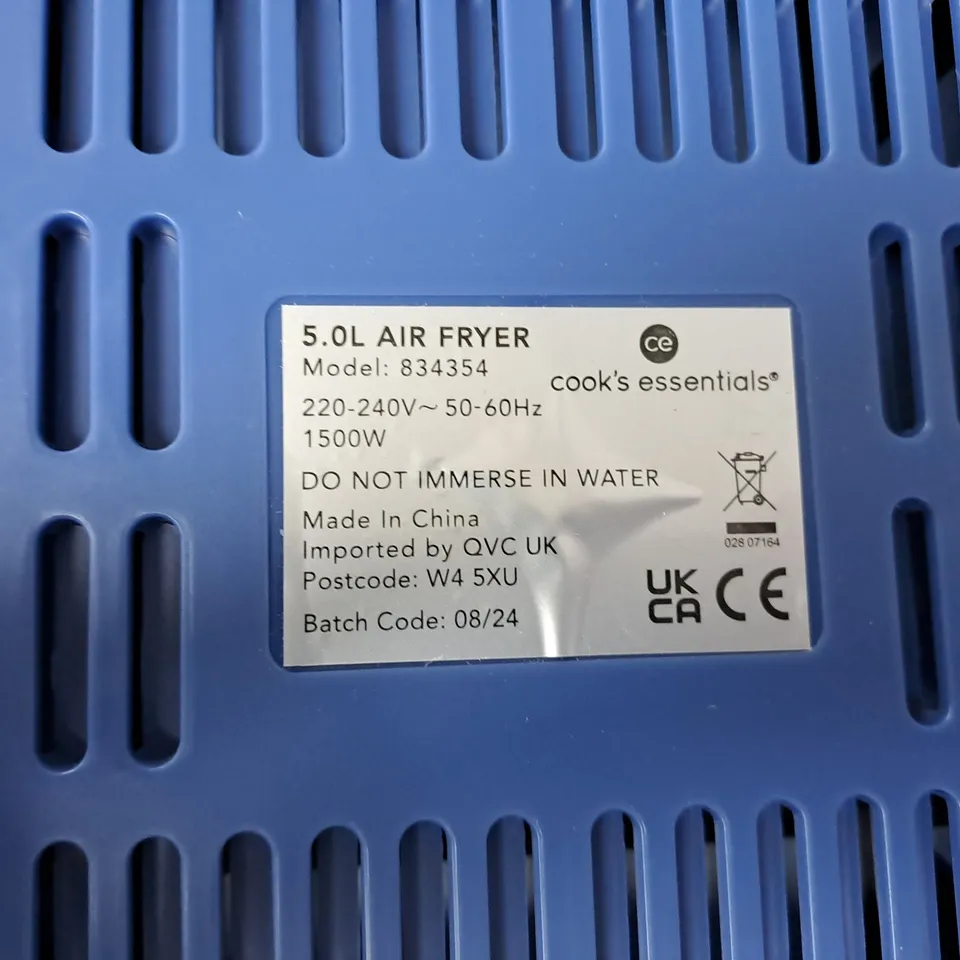 5.0L AIR FRYER
Model: 834354
ce
cook's essentials®
220-240V~ 50-60Hz
1500W
DO NOT IMMERSE IN WATER
Made In China
Imported by QVC UK
Postcode: W4 5XU
Batch Code: 08/24
028 07164
UK
CA CE